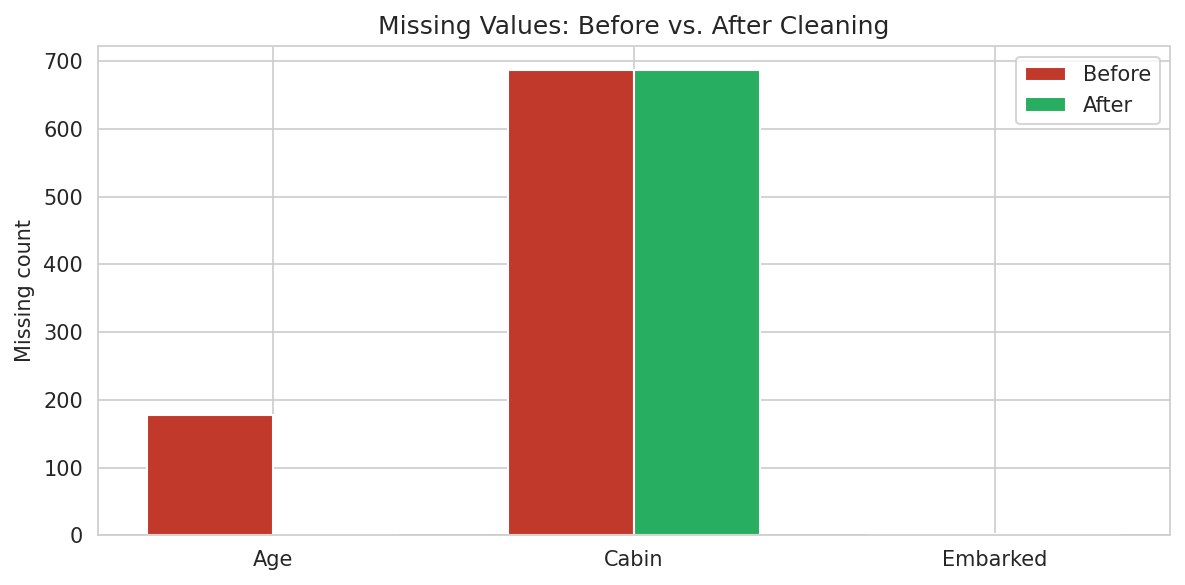 Missing Values: Before vs. After Cleaning
Before
After
Missing count
700
600
500
400
300
200
100
0
Age
Cabin
Embarked